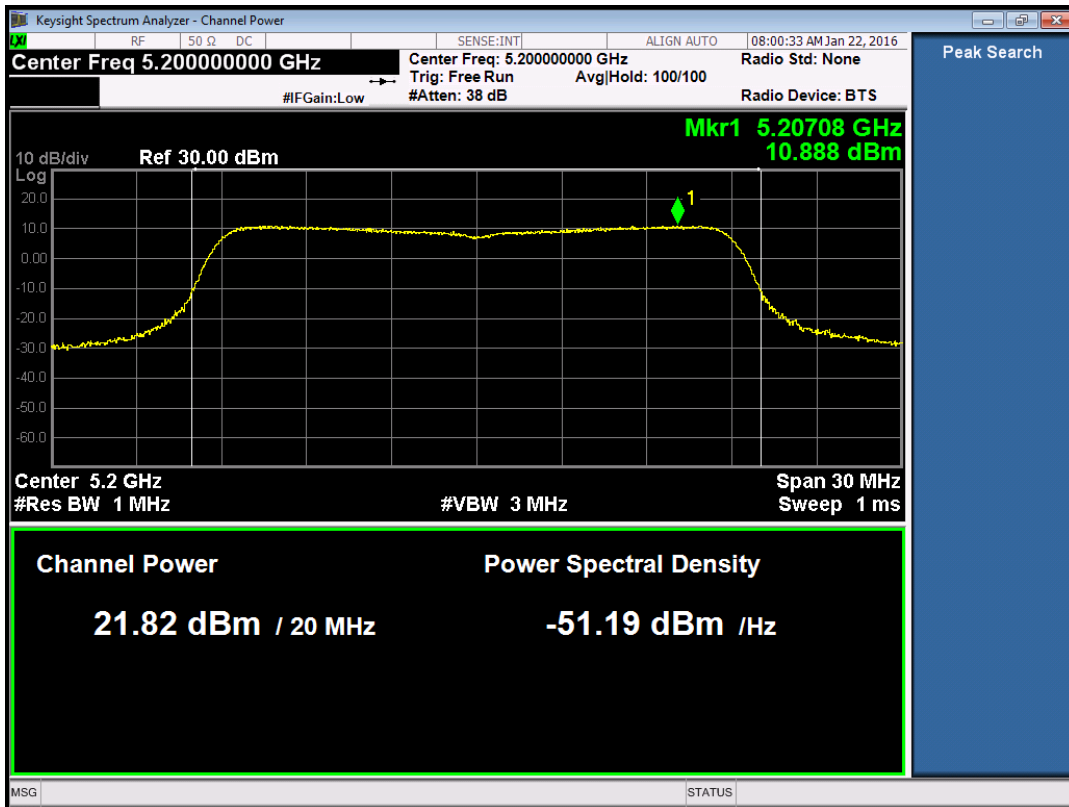 Keysight Spectrum Analyzer - Channel Power
LXI RF 50 Ω DC SENSE:INT ALIGN AUTO 08:00:33 AM Jan 22, 2016
Center Freq 5.200000000 GHz
#IFGain:Low
Center Freq: 5.200000000 GHz
Trig: Free Run Avg|Hold: 100/100
#Atten: 38 dB
Radio Std: None
Radio Device: BTS
Peak Search
Mkr1 5.20708 GHz
10.888 dBm
10 dB/div Ref 30.00 dBm
Log
20.0
10.0
0.00
-10.0
-20.0
-30.0
-40.0
-50.0
-60.0
1
Center 5.2 GHz Span 30 MHz
#Res BW 1 MHz #VBW 3 MHz Sweep 1 ms
Channel Power Power Spectral Density
21.82 dBm / 20 MHz -51.19 dBm /Hz
MSG STATUS